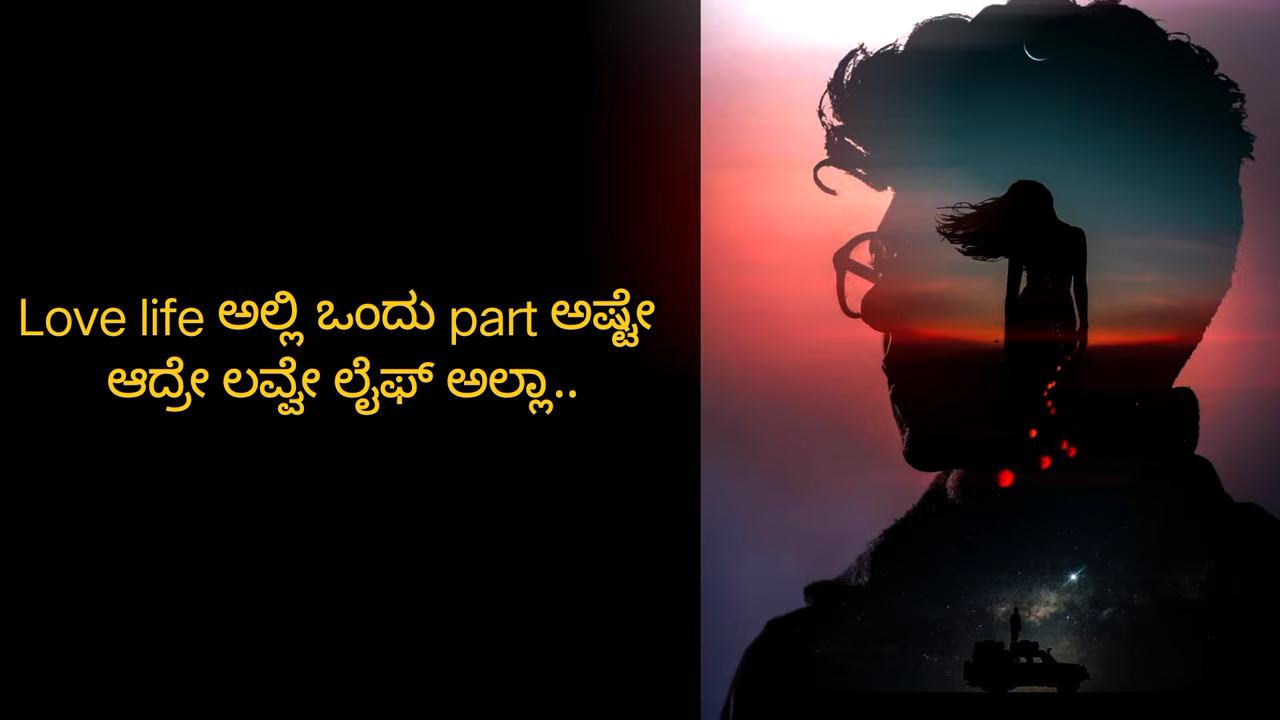 Love life ಅಲ್ಲಿ ಒಂದು part ಅಷ್ಟೇ
ಆದ್ರೇ ಲವ್ವೇ ಲೈಫ್ ಅಲ್ಲಾ..